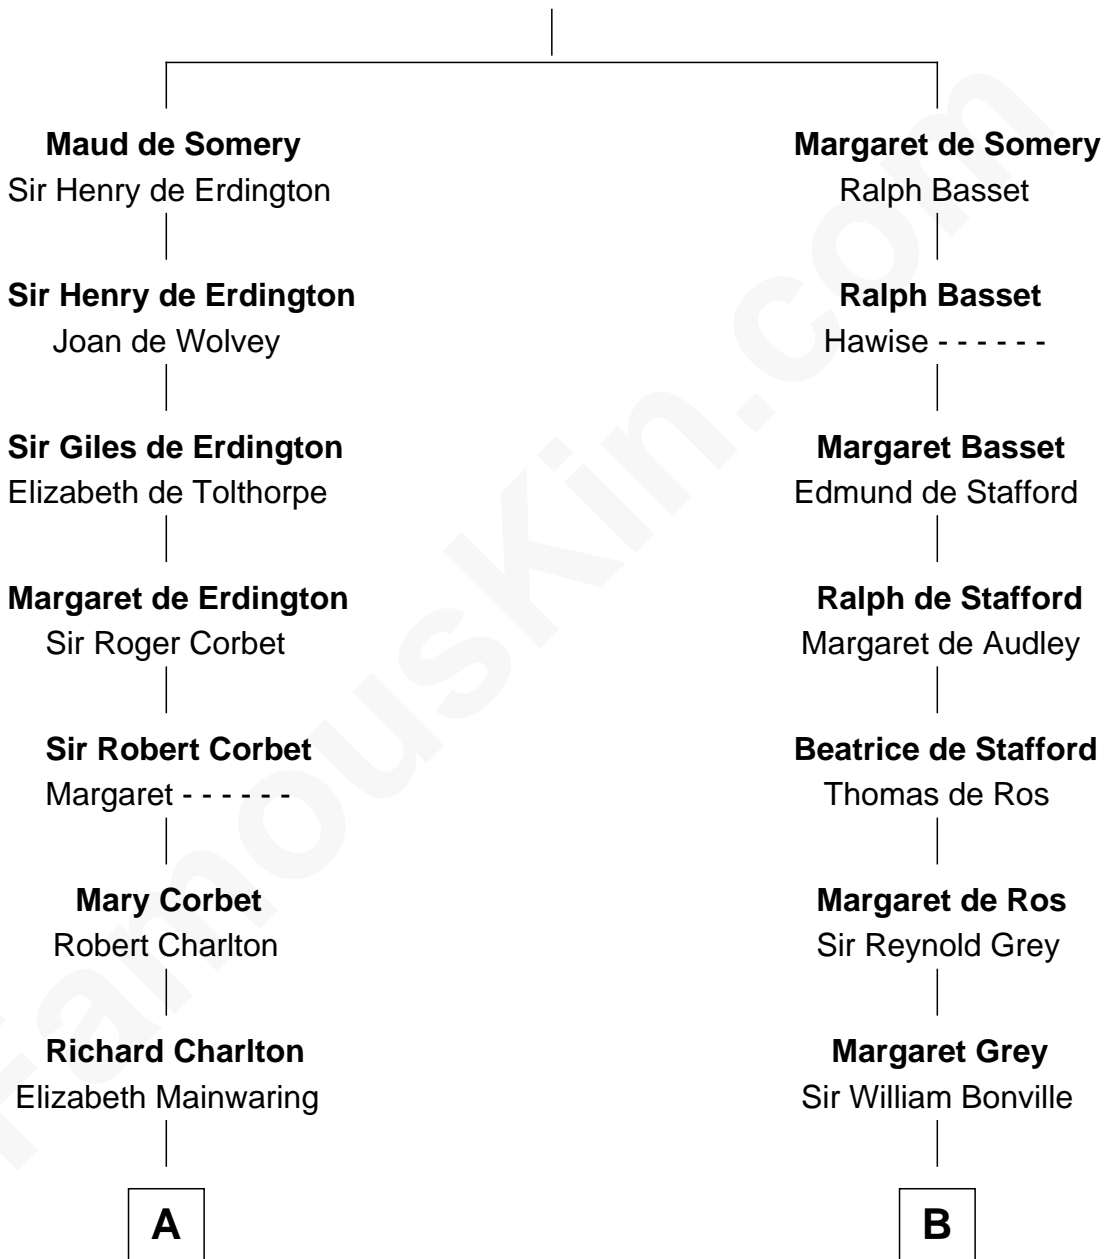 Maud de Somery
Sir Henry de Erdington
Sir Henry de Erdington
Joan de Wolvey
Sir Giles de Erdington
Elizabeth de Tolthorpe
Margaret de Erdington
Sir Roger Corbet
Sir Robert Corbet
Margaret - - - - - -
Mary Corbet
Robert Charlton
Richard Charlton
Elizabeth Mainwaring
A
Margaret de Somery
Ralph Basset
Ralph Basset
Hawise - - - - - -
Margaret Basset
Edmund de Stafford
Ralph de Stafford
Margaret de Audley
Beatrice de Stafford
Thomas de Ros
Margaret de Ros
Sir Reynold Grey
Margaret Grey
Sir William Bonville
B
FamousKin.com